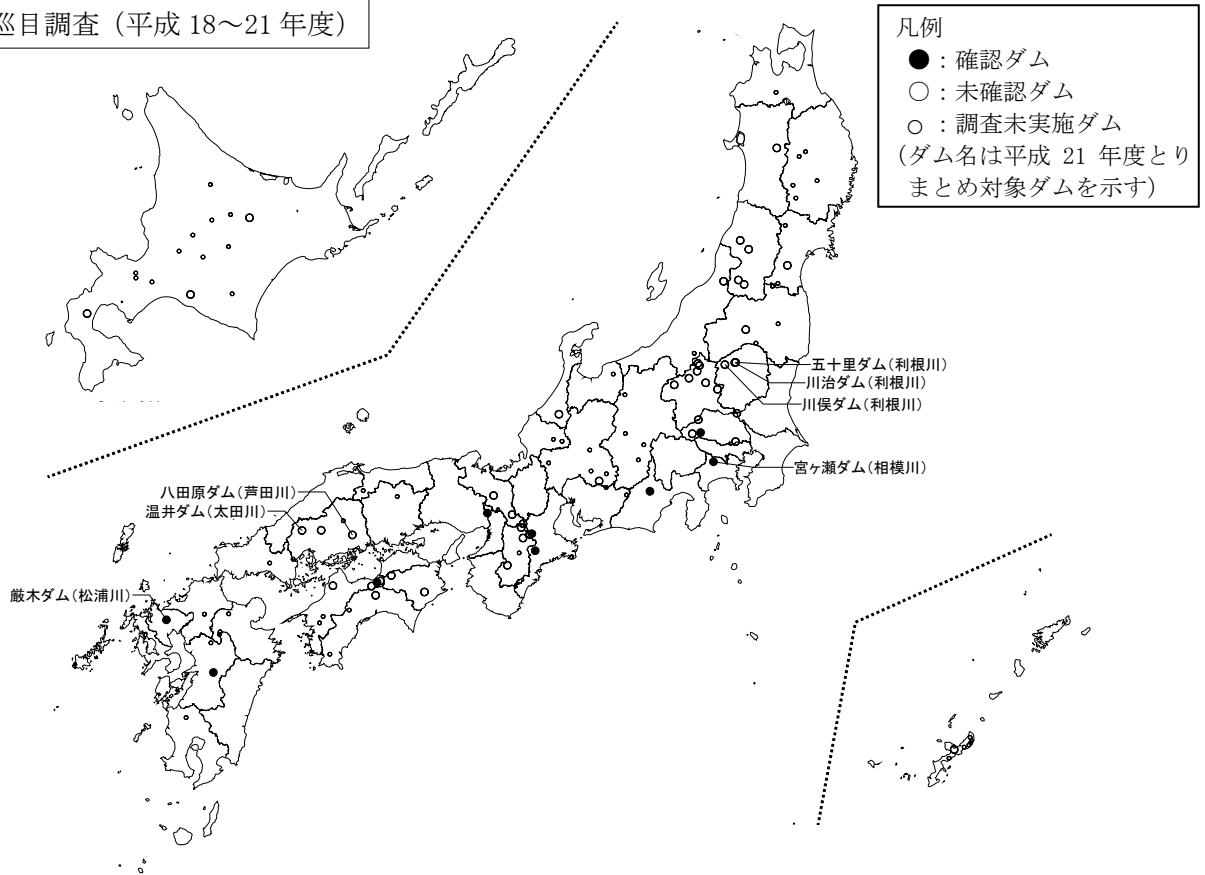 巡目調査（平成 18～21 年度）
凡例
●：確認ダム
○：未確認ダム
○：調査未実施ダム
(ダム名は平成 21 年度とり
まとめ対象ダムを示す）
五十里ダム(利根川)
川治ダム(利根川)
川俣ダム(利根川)
宮ヶ瀬ダム(相模川)
八田原ダム(芦田川)
温井ダム(太田川)
厳木ダム(松浦川)